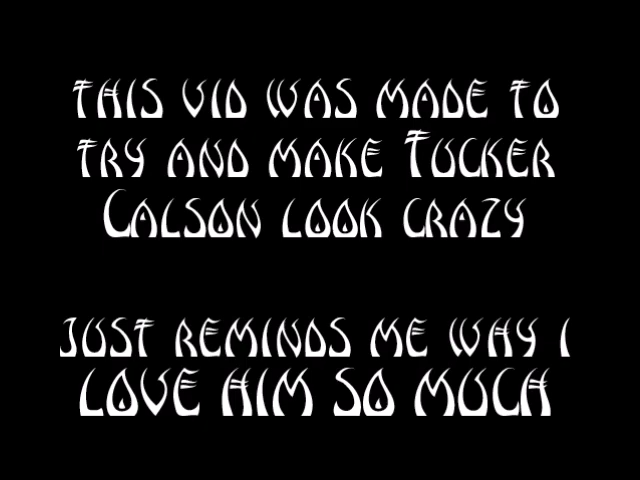 This vid was made to
try and make Tucker
Calson look crazy
Just reminds me why i
love him so much